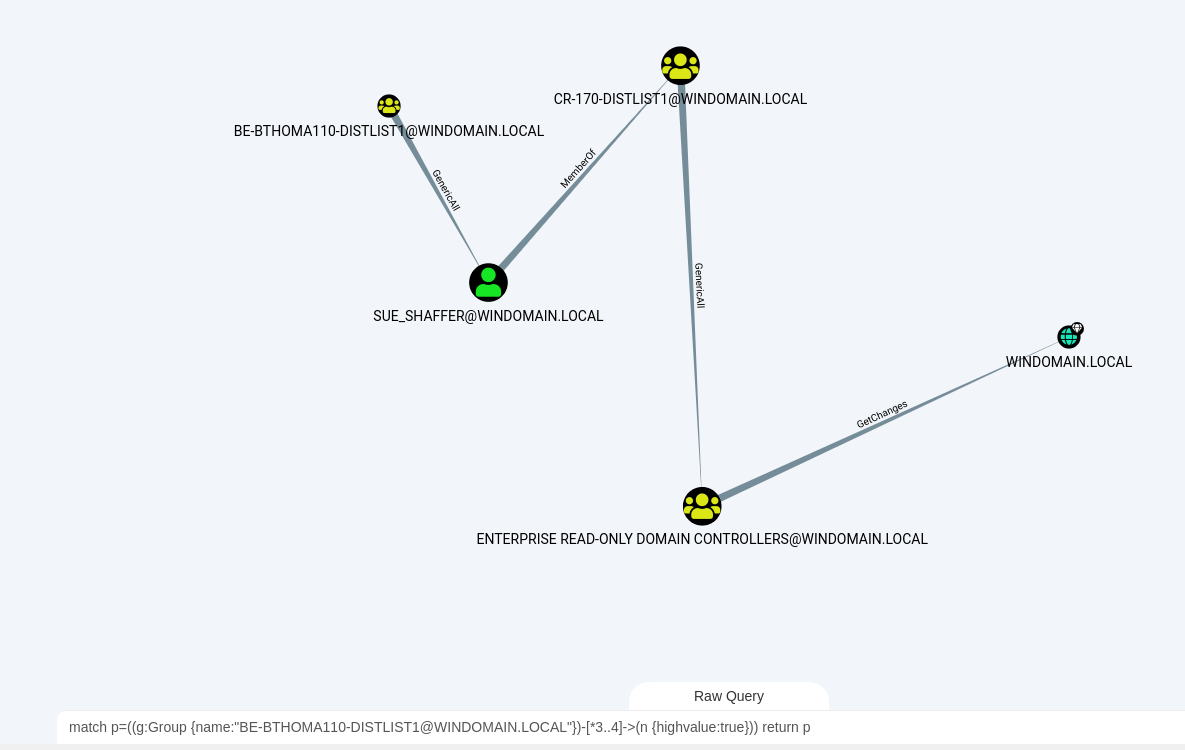 CR-170-DISTLIST1@WINDOMAIN.LOCAL
BE-BTHOMA110-DISTLIST1@WINDOMAIN.LOCAL
GenericAll
MemberOf
SUE_SHAFFER@WINDOMAIN.LOCAL
GenericAll
WINDOMAIN.LOCAL
GetChanges
ENTERPRISE READ-ONLY DOMAIN CONTROLLERS@WINDOMAIN.LOCAL
Raw Query
match p=((g:Group {name:"BE-BTHOMA110-DISTLIST1@WINDOMAIN.LOCAL"})-[*3..4]->(n {highvalue:true})) return p